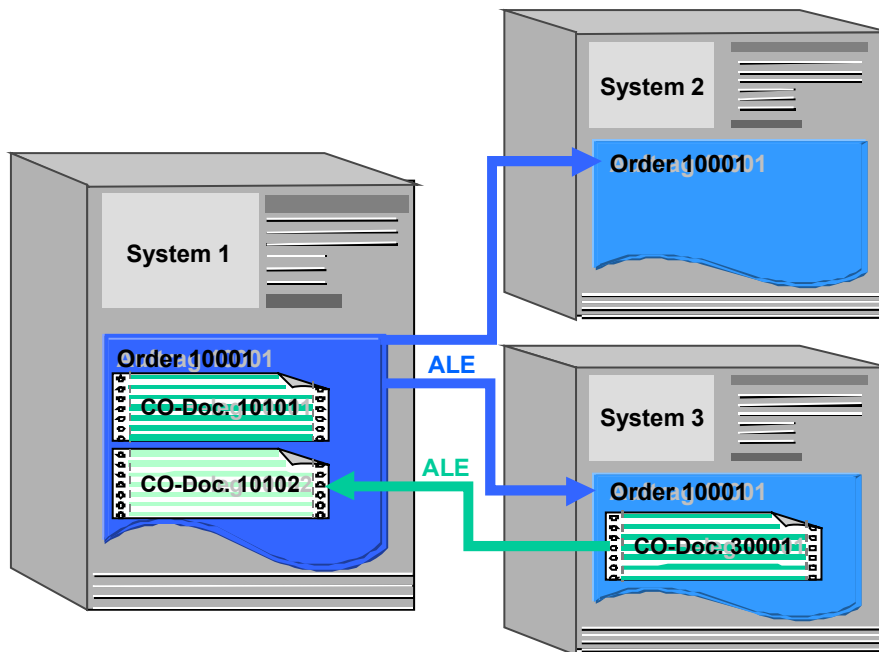 System 1
Order 10001
CO-Doc. 10101
CO-Doc. 10102
ALE
ALE
System 2
Order 10001
System 3
Order 10001
CO-Doc. 30001